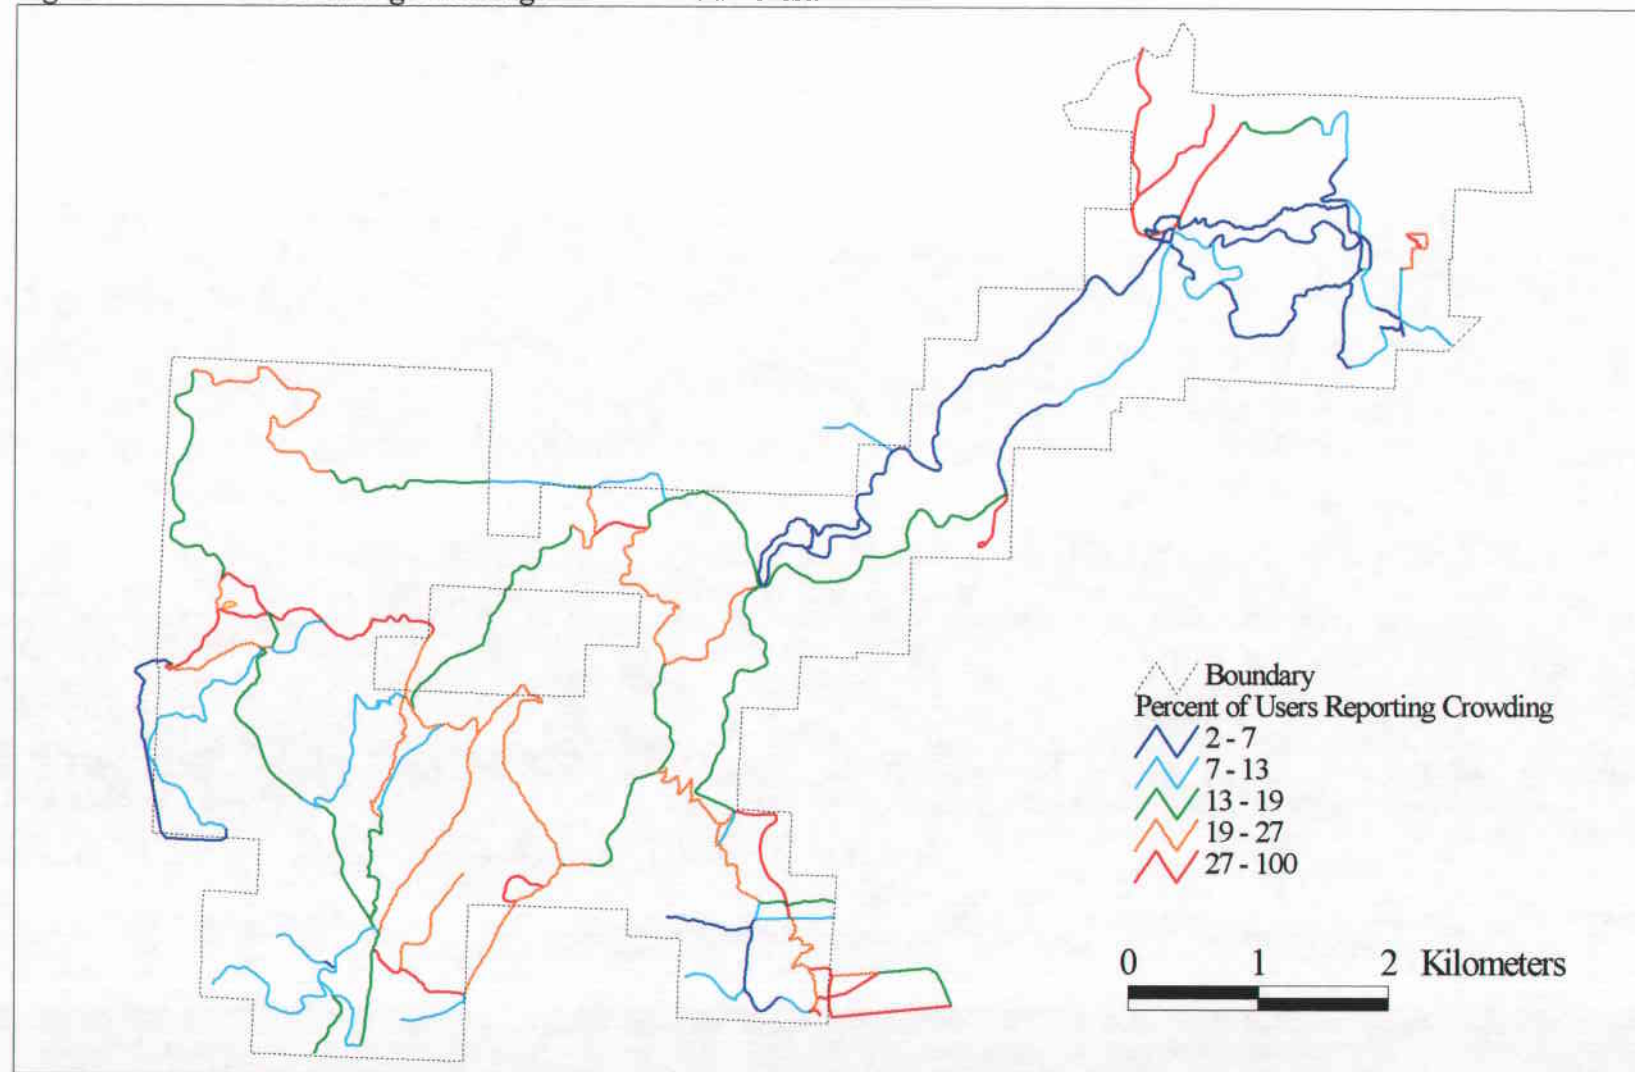 Boundary
Percent of Users Reporting Crowding
2 - 7
7 - 13
13 - 19
19 - 27
27 - 100
0 1 2 Kilometers